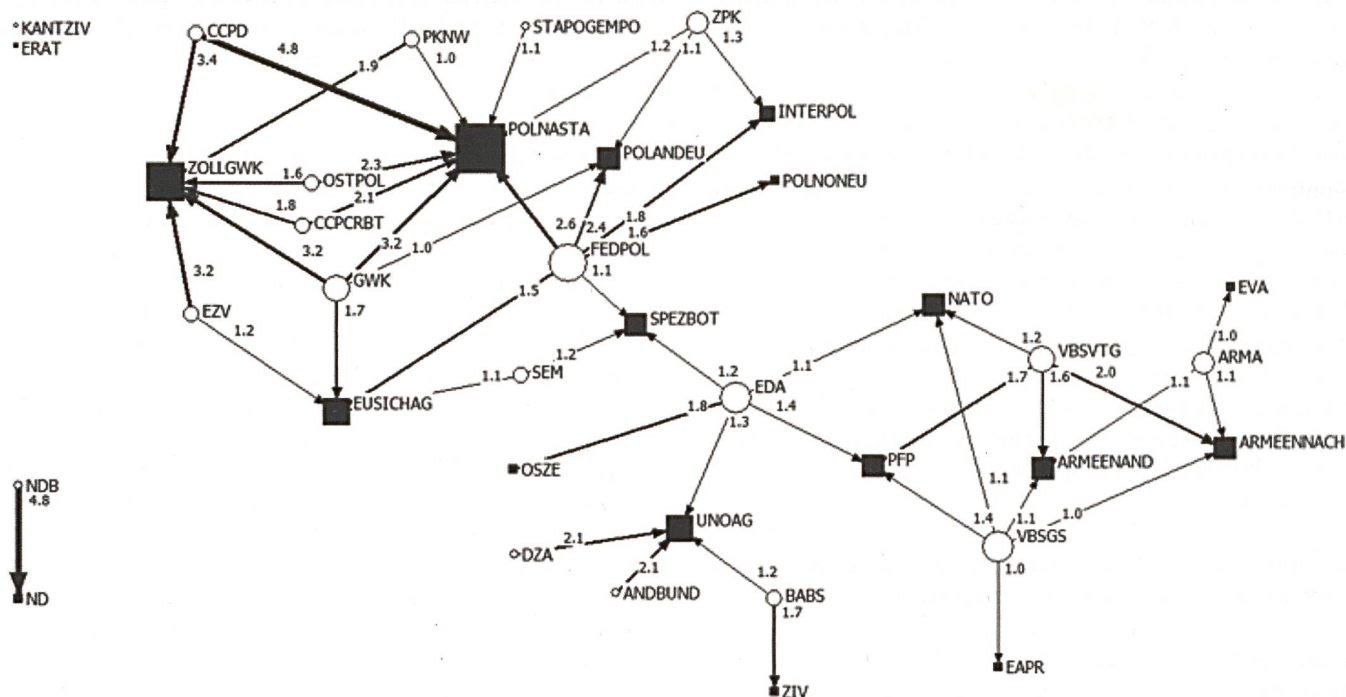 KANTZIV
ERAT
CCPD
3.4
4.8
PKNW
1.9
1.0
STAPOGEMPO
1.1
ZPK
1.2
1.1
1.3
INTERPOL
POLNASTA
POLANDEU
POLNONEU
ZOLLGWK
1.6
OSTPOL
2.3
1.8
CCPCRBT
2.1
3.2
3.2
1.0
2.6
2.4
1.8
1.6
FEDPOL
1.1
GWK
1.7
1.5
3.2
EZV
1.2
SPEZBOT
1.2
1.1
SEM
EUSICHAG
NATO
EVA
1.0
1.2
VBSVTG
1.7
1.6
2.0
ARMA
1.1
1.1
1.1
1.2
EDA
1.8
1.3
1.4
OSZE
PFP
ARMEENAND
ARMEENNACH
1.1
1.4
1.1
1.0
VBSGS
1.0
NDB
4.8
ND
UNOAG
DZA
2.1
2.1
ANDBUND
1.2
BABS
1.7
EAPR
ZIV